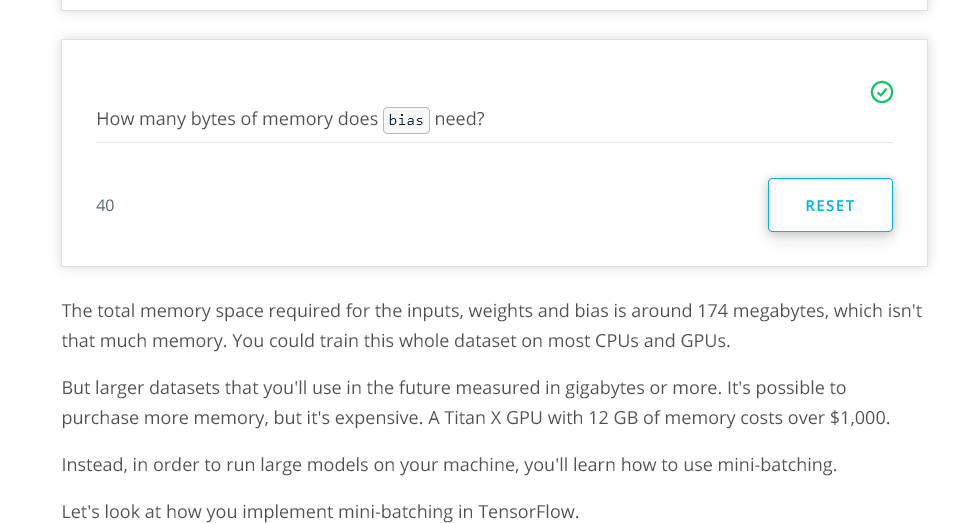 How many bytes of memory does bias need?
40
RESET
The total memory space required for the inputs, weights and bias is around 174 megabytes, which isn't
that much memory. You could train this whole dataset on most CPUs and GPUs.
But larger datasets that you'll use in the future measured in gigabytes or more. It's possible to
purchase more memory, but it's expensive. A Titan X GPU with 12 GB of memory costs over $1,000.
Instead, in order to run large models on your machine, you'll learn how to use mini-batching.
Let's look at how you implement mini-batching in TensorFlow.